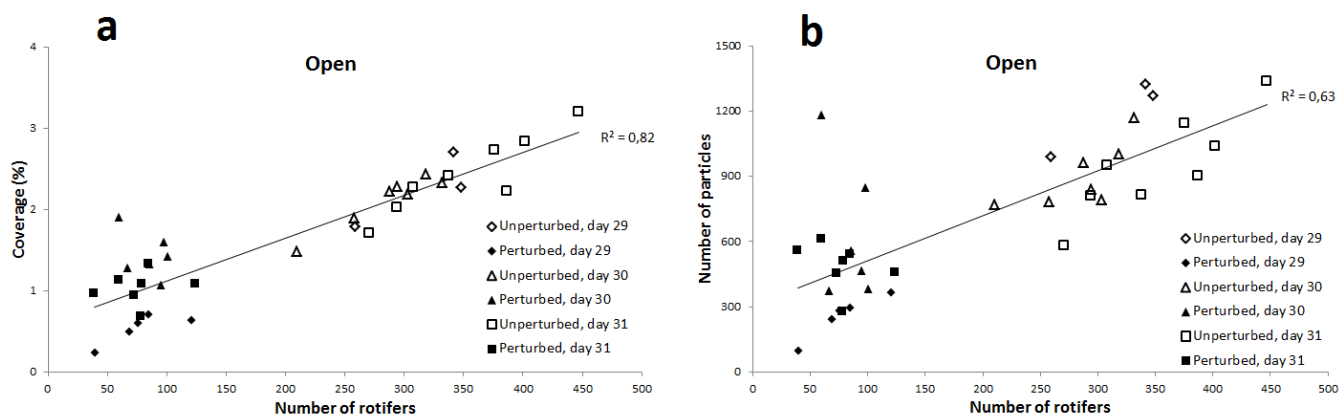 a
Open
4
3
2
1
0
Coverage (%)
R² = 0,82
Unperturbed, day 29
Perturbed, day 29
Unperturbed, day 30
Perturbed, day 30
Unperturbed, day 31
Perturbed, day 31
0 50 100 150 200 250 300 350 400 450 500
Number of rotifers
b
Open
1500
1200
900
600
300
0
Number of particles
R² = 0,63
Unperturbed, day 29
Perturbed, day 29
Unperturbed, day 30
Perturbed, day 30
Unperturbed, day 31
Perturbed, day 31
0 50 100 150 200 250 300 350 400 450 500
Number of rotifers